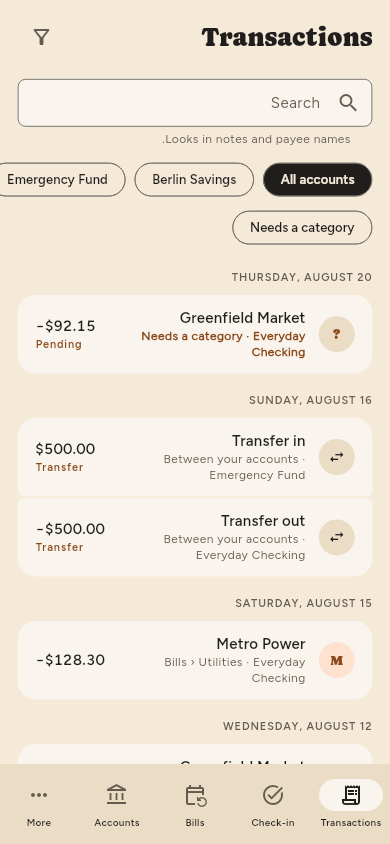 Transactions
Search
.Looks in notes and payee names
All accounts
Berlin Savings
Emergency Fund
Needs a category
THURSDAY, AUGUST 20
?
Greenfield Market
Needs a category · Everyday
Checking
-$92.15
Pending
SUNDAY, AUGUST 16
Transfer in
Between your accounts ·
Emergency Fund
$500.00
Transfer
Transfer out
Between your accounts ·
Everyday Checking
-$500.00
Transfer
SATURDAY, AUGUST 15
M
Metro Power
Bills › Utilities · Everyday
Checking
-$128.30
WEDNESDAY, AUGUST 12
Transactions
Check-in
Bills
Accounts
More